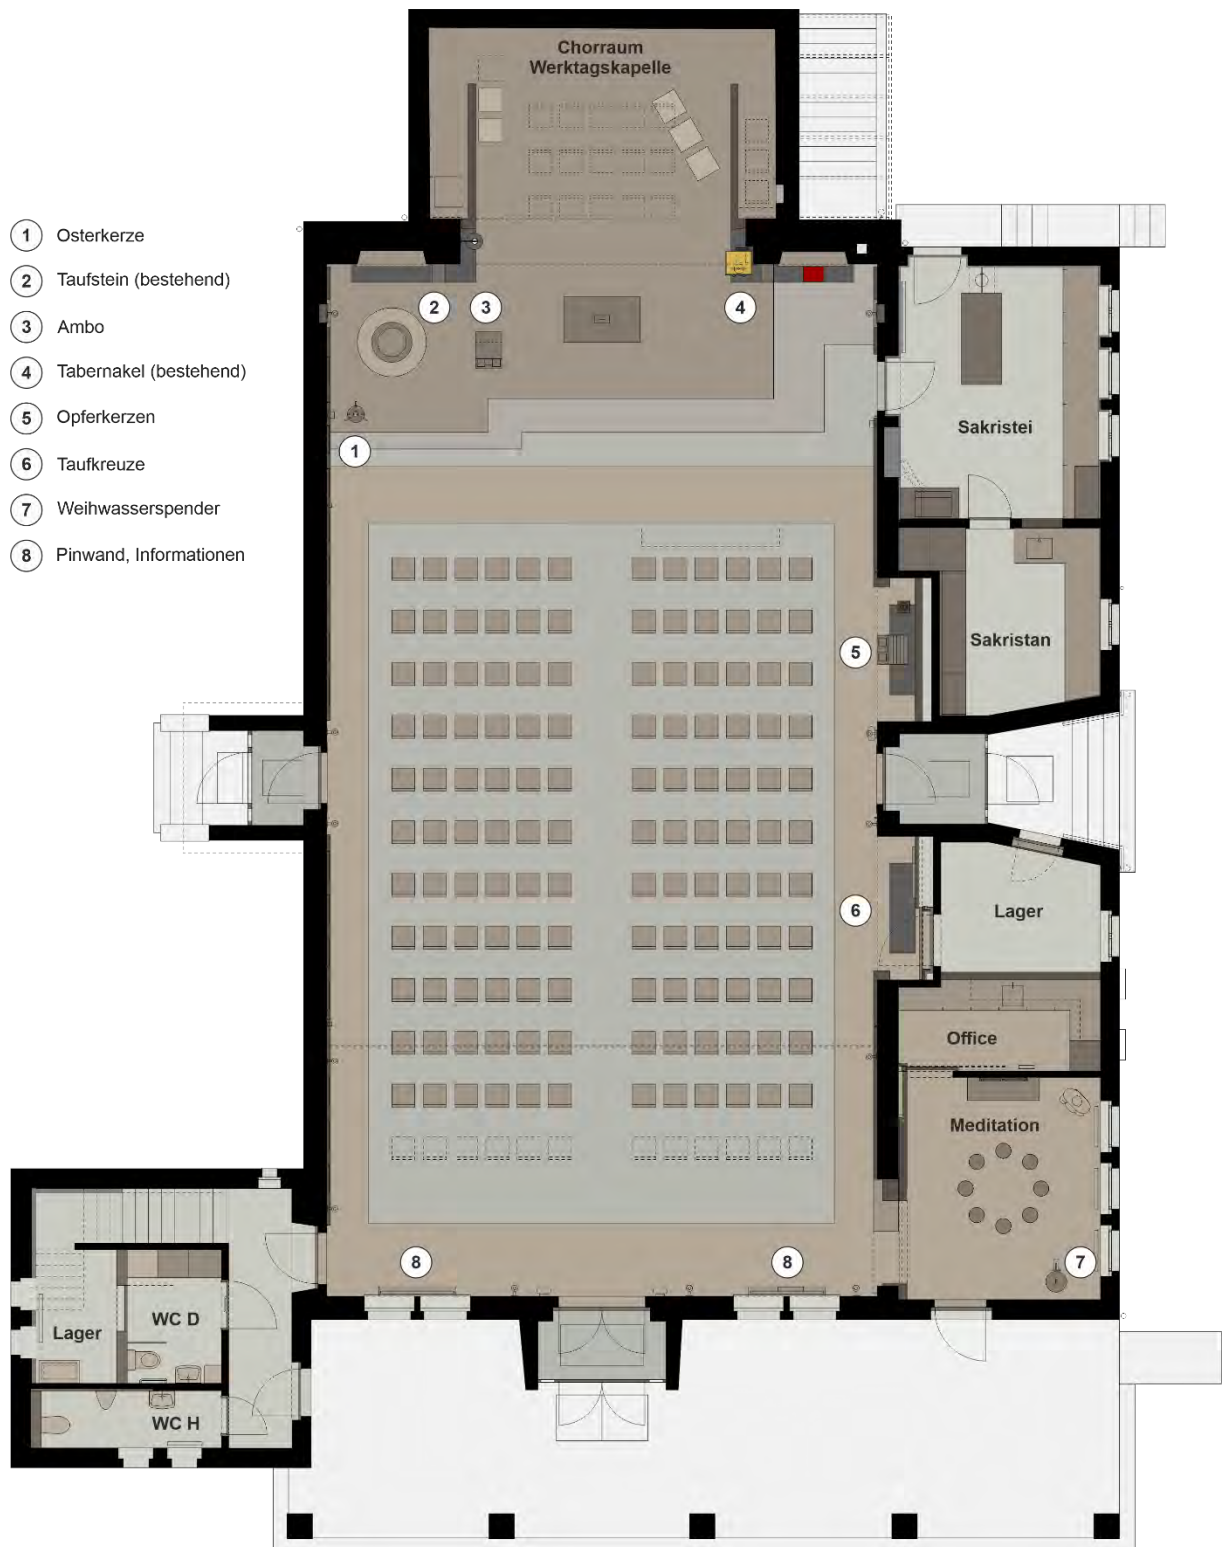 Chorraum
Werktagskapelle
1 Osterkerze
2 Taufstein (bestehend)
3 Ambo
4 Tabernakel (bestehend)
5 Opferkerzen
6 Taufkreuze
7 Weihwasserspender
8 Pinwand, Informationen
2
3
4
1
Sakristei
5
Sakristan
6
Lager
Office
Meditation
8
8
7
WC D
Lager
WC H